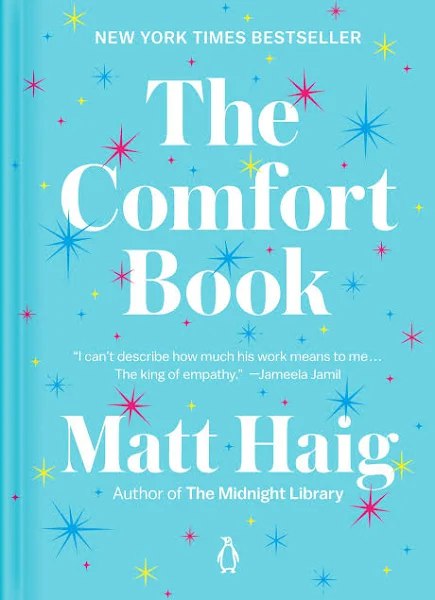 NEW YORK TIMES BESTSELLER
The
Comfort
Book
"I can't describe how much his work means to me...
The king of empathy." —Jameela Jamil
Matt Haig
Author of The Midnight Library